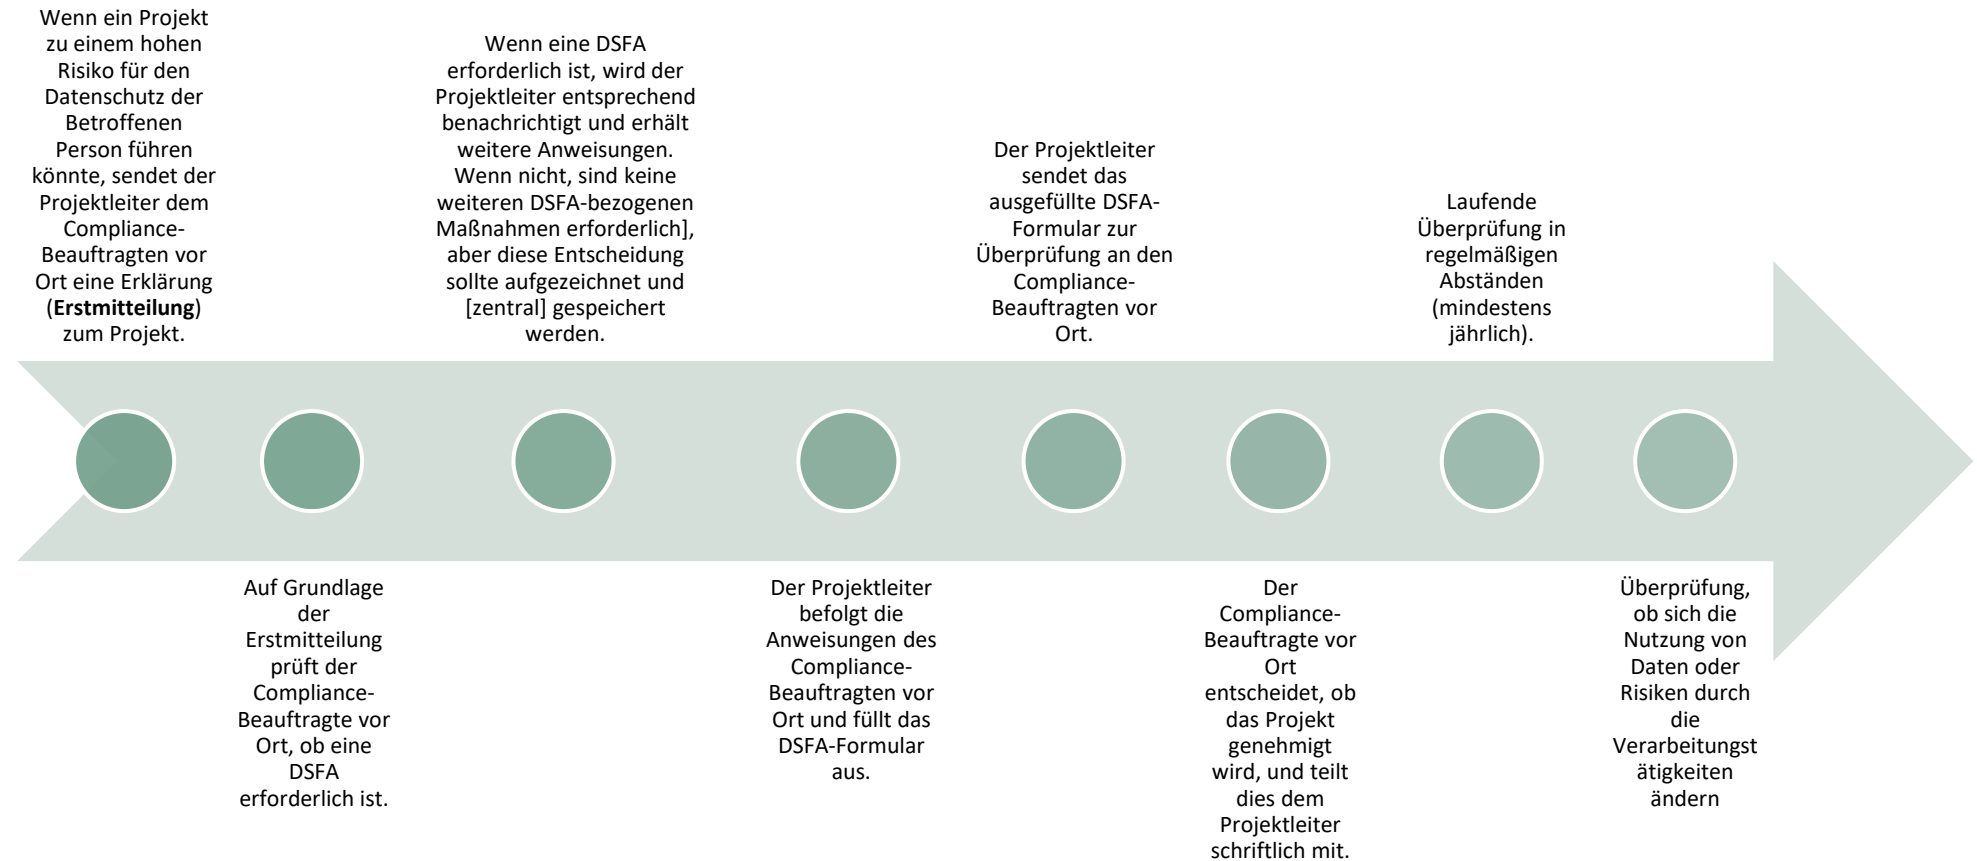 Wenn ein Projekt
zu einem hohen
Risiko für den
Datenschutz der
Betroffenen
Person führen
könnte, sendet der
Projektleiter dem
Compliance-
Beauftragten vor
Ort eine Erklärung
(Erstmitteilung)
zum Projekt.
Auf Grundlage
der
Erstmitteilung
prüft der
Compliance-
Beauftragte vor
Ort, ob eine
DSFA
erforderlich ist.
Wenn eine DSFA
erforderlich ist, wird der
Projektleiter entsprechend
benachrichtigt und erhält
weitere Anweisungen.
Wenn nicht, sind keine
weiteren DSFA-bezogenen
Maßnahmen erforderlich],
aber diese Entscheidung
sollte aufgezeichnet und
[zentral] gespeichert
werden.
Der Projektleiter
befolgt die
Anweisungen des
Compliance-
Beauftragten vor
Ort und füllt das
DSFA-Formular
aus.
Der Projektleiter
sendet das
ausgefüllte DSFA-
Formular zur
Überprüfung an den
Compliance-
Beauftragten vor
Ort.
Der
Compliance-
Beauftragte vor
Ort
entscheidet, ob
das Projekt
genehmigt
wird, und teilt
dies dem
Projektleiter
schriftlich mit.
Laufende
Überprüfung in
regelmäßigen
Abständen
(mindestens
jährlich).
Überprüfung,
ob sich die
Nutzung von
Daten oder
Risiken durch
die
Verarbeitungst
ätigkeiten
ändern